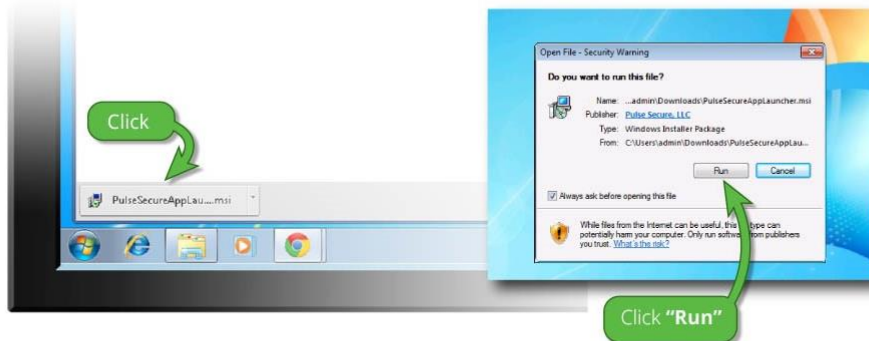 Click
PulseSecureAppLau....msi
Open File - Security Warning
Do you want to run this file?
Name: ...admin\Downloads\PulseSecureAppLauncher.msi
Publisher: Pulse Secure, LLC
Type: Windows Installer Package
From: C:\Users\admin\Downloads\PulseSecureAppLau...
Run Cancel
Always ask before opening this file
While files from the Internet can be useful, this type can
potentially harm your computer. Only run software from publishers
you trust. What's the risk?
Click "Run"